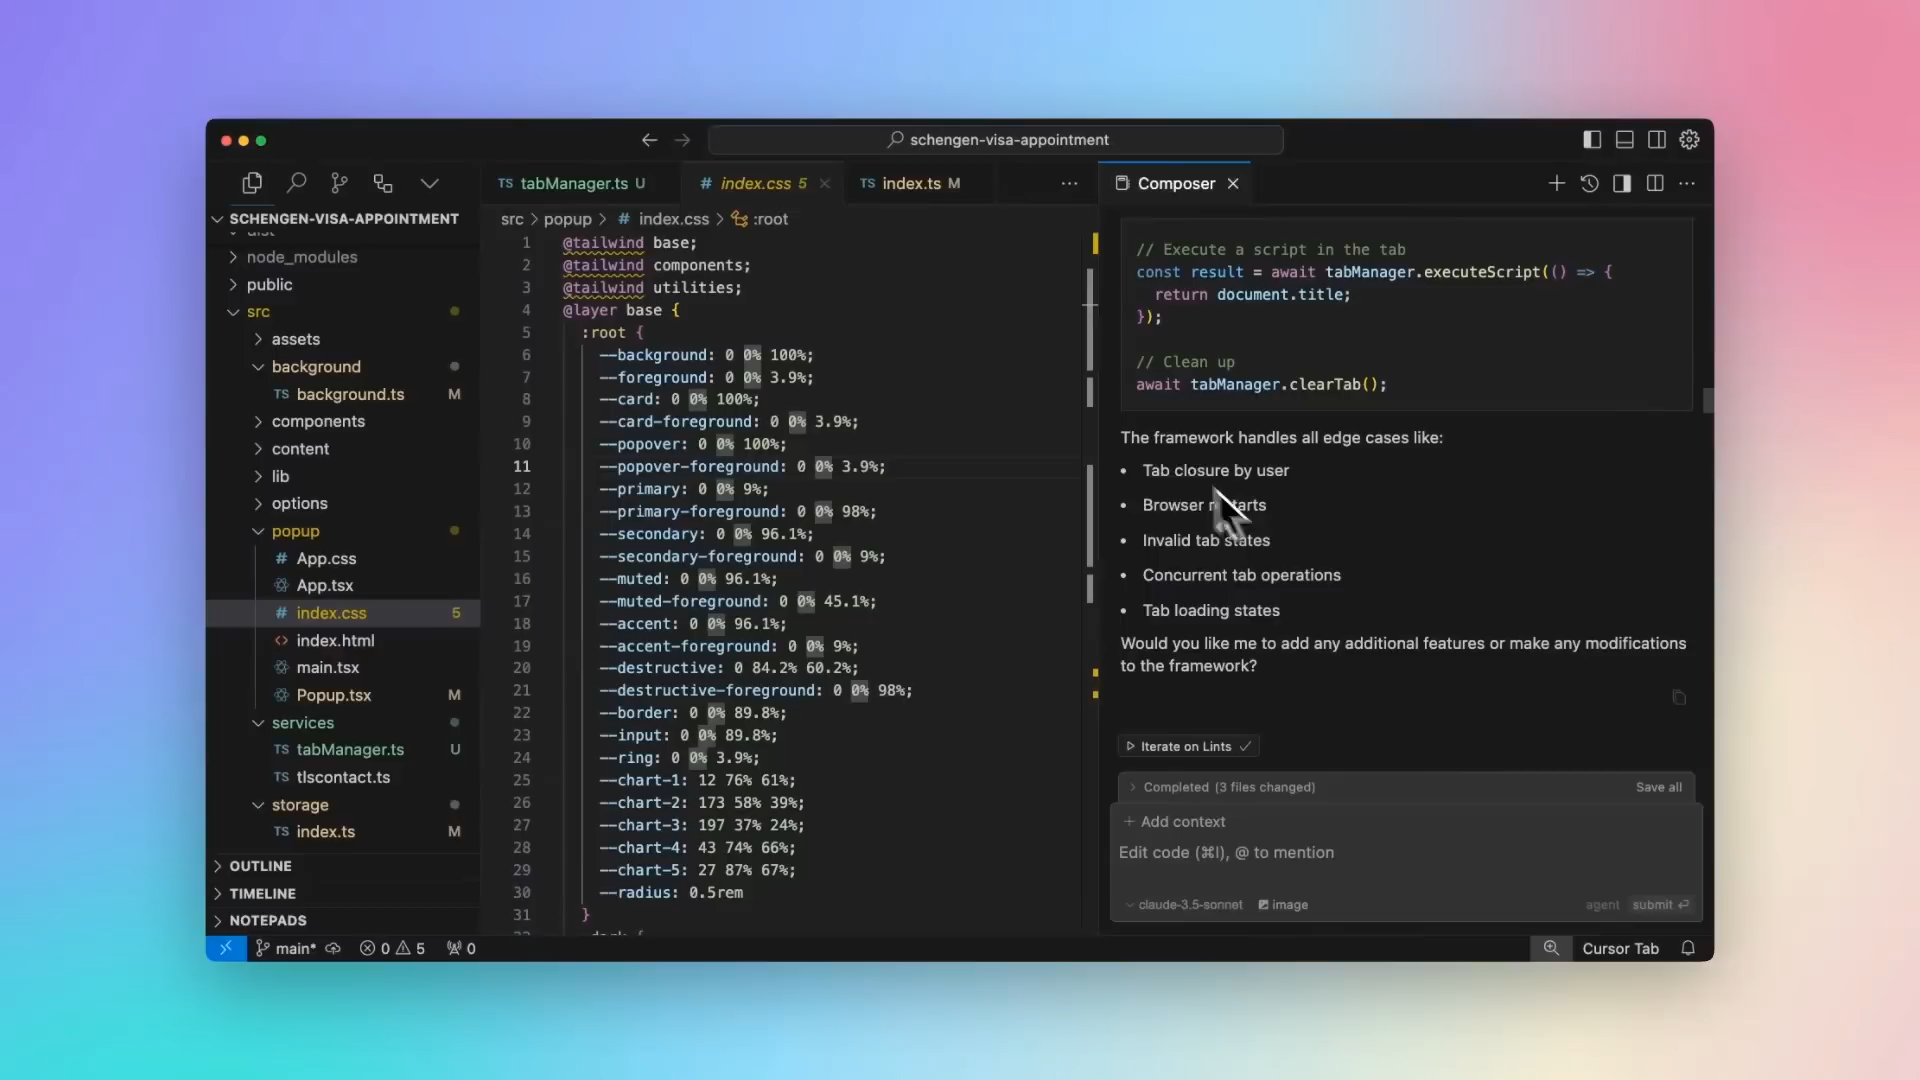 schengen-visa-appointment
SCHENGEN-VISA-APPOINTMENT
node_modules
public
src
assets
background
TS background.ts M
components
content
lib
options
popup
# App.css
App.tsx
# index.css 5
<> index.html
main.tsx
Popup.tsx M
services
TS tabManager.ts U
TS tlscontact.ts
storage
TS index.ts M
OUTLINE
TIMELINE
NOTEPADS
TS tabManager.ts U
# index.css 5
TS index.ts M
src > popup > # index.css > :root
1 @tailwind base;
2 @tailwind components;
3 @tailwind utilities;
4 @layer base {
5 :root {
6 --background: 0 0% 100%;
7 --foreground: 0 0% 3.9%;
8 --card: 0 0% 100%;
9 --card-foreground: 0 0% 3.9%;
10 --popover: 0 0% 100%;
11 --popover-foreground: 0 0% 3.9%;
12 --primary: 0 0% 9%;
13 --primary-foreground: 0 0% 98%;
14 --secondary: 0 0% 96.1%;
15 --secondary-foreground: 0 0% 9%;
16 --muted: 0 0% 96.1%;
17 --muted-foreground: 0 0% 45.1%;
18 --accent: 0 0% 96.1%;
19 --accent-foreground: 0 0% 9%;
20 --destructive: 0 84.2% 60.2%;
21 --destructive-foreground: 0 0% 98%;
22 --border: 0 0% 89.8%;
23 --input: 0 0% 89.8%;
24 --ring: 0 0% 3.9%;
25 --chart-1: 12 76% 61%;
26 --chart-2: 173 58% 39%;
27 --chart-3: 197 37% 24%;
28 --chart-4: 43 74% 66%;
29 --chart-5: 27 87% 67%;
30 --radius: 0.5rem
31 }
Composer
// Execute a script in the tab
const result = await tabManager.executeScript(() => {
return document.title;
});
// Clean up
await tabManager.clearTab();
The framework handles all edge cases like:
• Tab closure by user
• Browser restarts
• Invalid tab states
• Concurrent tab operations
• Tab loading states
Would you like me to add any additional features or make any modifications
to the framework?
Iterate on Lints
Completed (3 files changed) Save all
+ Add context
Edit code (⌘I), @ to mention
claude-3.5-sonnet image agent submit
main* 0 5 0
Cursor Tab